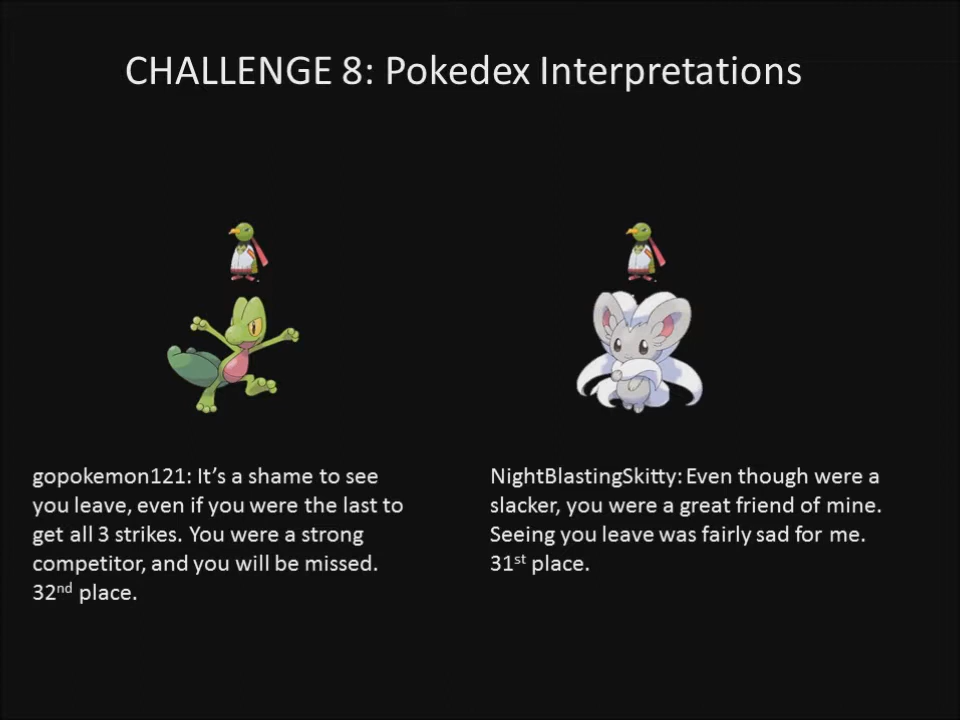 CHALLENGE 8: Pokedex Interpretations
gopokemon121: It’s a shame to see
you leave, even if you were the last to
get all 3 strikes. You were a strong
competitor, and you will be missed.
32nd place.
NightBlastingSkitty: Even though were a
slacker, you were a great friend of mine.
Seeing you leave was fairly sad for me.
31st place.